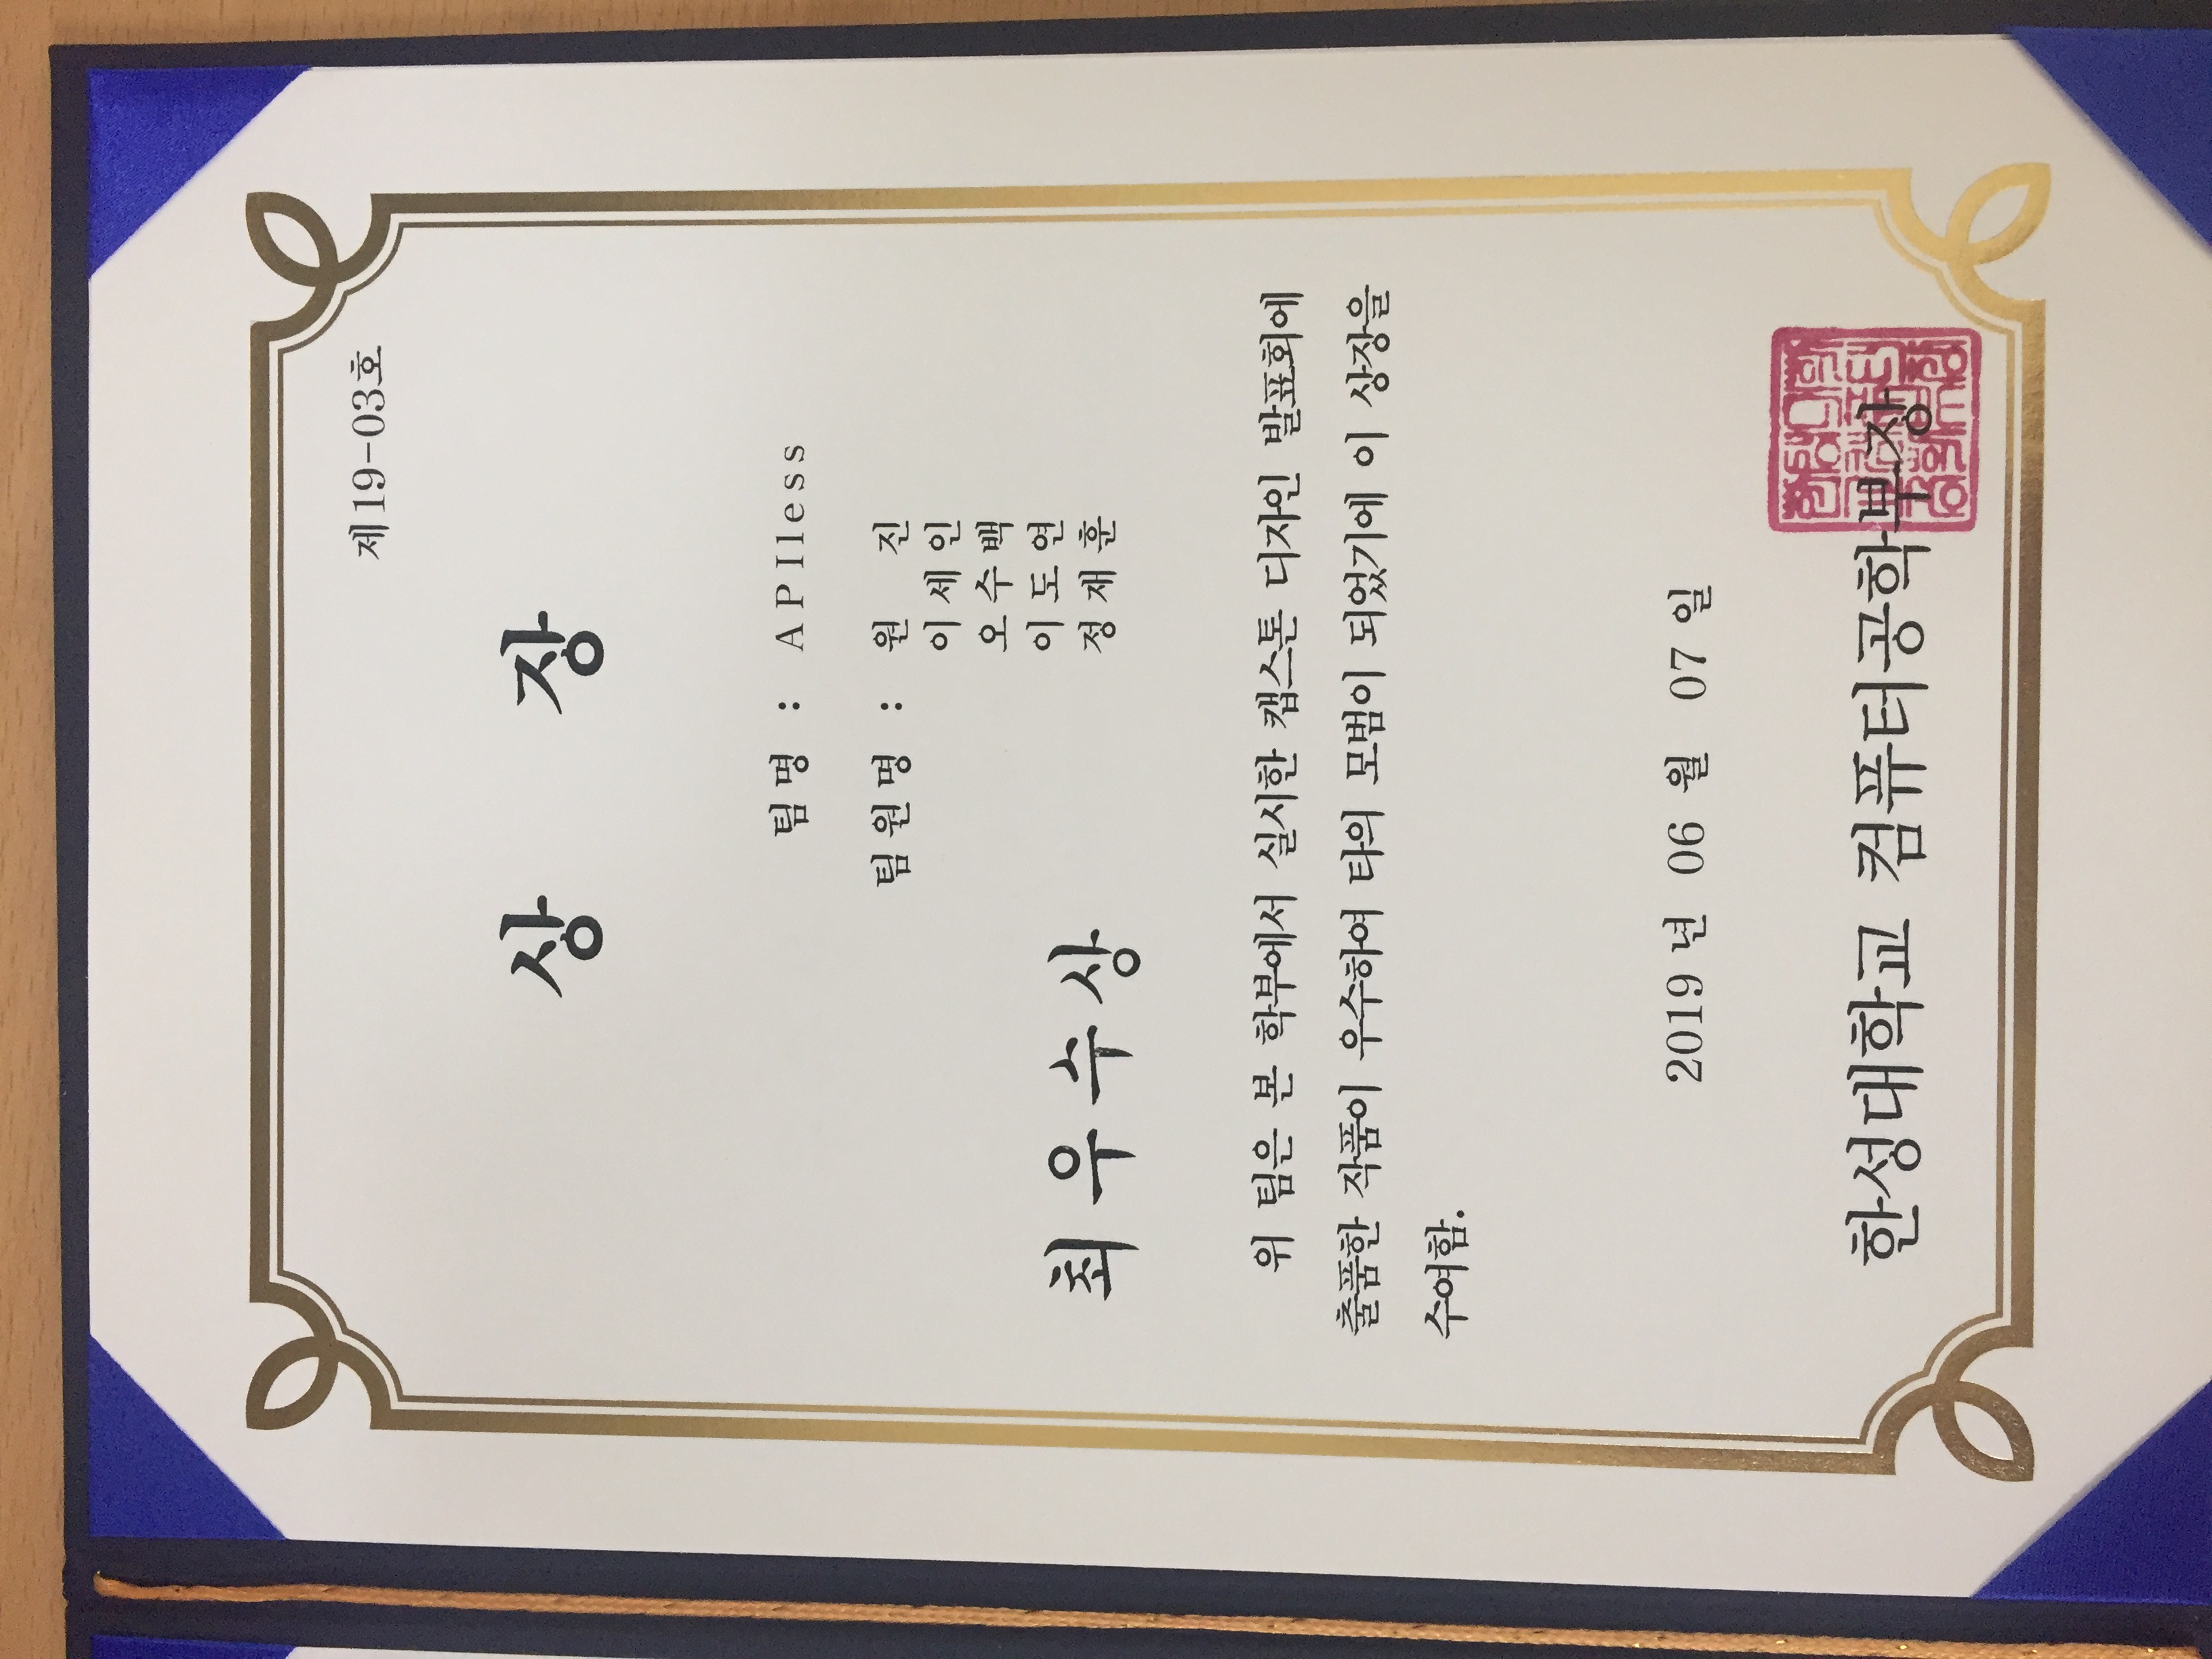 제19-03호
상 장
팀명 : APIless
팀원명 : 원 진
이세인
오수백
이도연
정재훈
최우수상
위 팀은 본 학부에서 실시한 캡스톤 디자인 발표회에
출품한 작품이 우수하여 타의 모범이 되었기에 이 상장을
수여함.
2019 년 06 월 07 일
한성대학교 컴퓨터공학부장